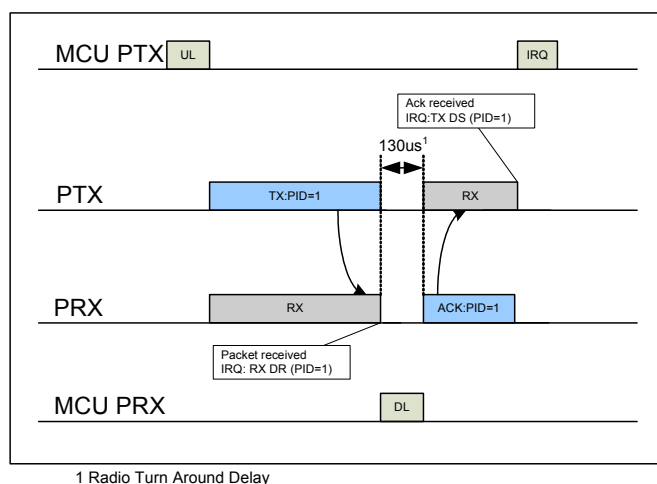 MCU PTX
UL
IRQ
Ack received
IRQ:TX DS (PID=1)
130us1
PTX
TX:PID=1
RX
PRX
RX
ACK:PID=1
Packet received
IRQ: RX DR (PID=1)
MCU PRX
DL
1 Radio Turn Around Delay